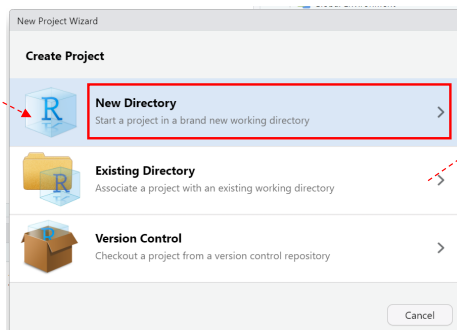 New Project Wizard
Create Project
New Directory
Start a project in a brand new working directory
Existing Directory
Associate a project with an existing working directory
Version Control
Checkout a project from a version control repository
Cancel